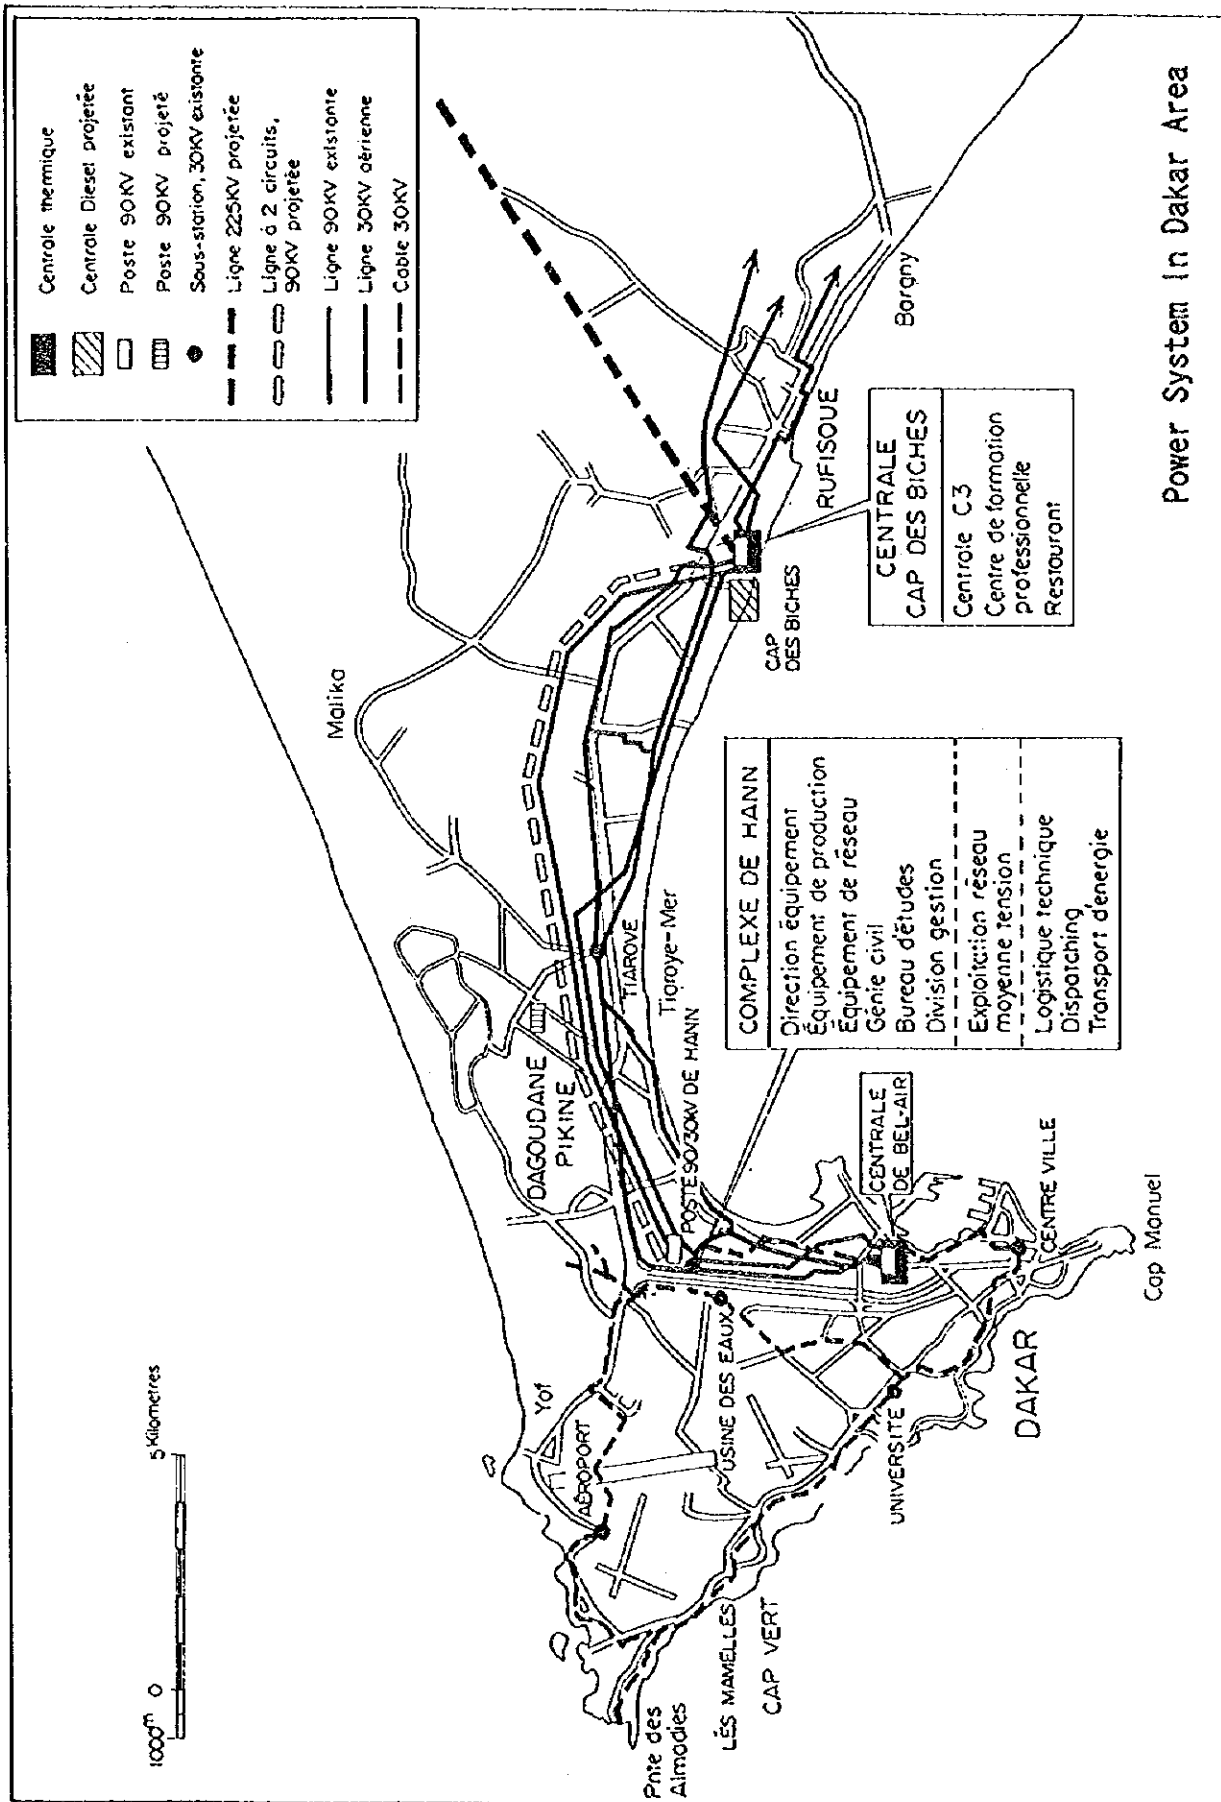 Centrale thermique
Centrale Diesel projetée
Poste 90KV existant
Poste 90KV projeté
Sous-station, 30KV existante
Ligne 225KV projetée
Ligne à 2 circuits,
90KV projetée
Ligne 90KV existante
Ligne 30KV aérienne
Cable 30KV
1000m 0 5 Kilometres
Malika
Yof
AÉROPORT
DAGOUDANE
PIKINE
TIAROYE
Tiaroye-Mer
POSTE 90/30KV DE HANN
USINE DES EAUX
Pnte des
Almadies
LES MAMELLES
CAP VERT
UNIVERSITÉ
DAKAR
CENTRALE
DE BEL-AIR
CENTRE VILLE
Cap Manuel
COMPLEXE DE HANN
Direction équipement
Équipement de production
Équipement de réseau
Génie civil
Bureau d'études
Division gestion
Exploitation réseau
moyenne tension
Logistique technique
Dispatching
Transport d'énergie
CAP
DES BICHES
RUFISQUE
Bargny
CENTRALE
CAP DES BICHES
Centrale C3
Centre de formation
professionnelle
Restaurant
Power System In Dakar Area